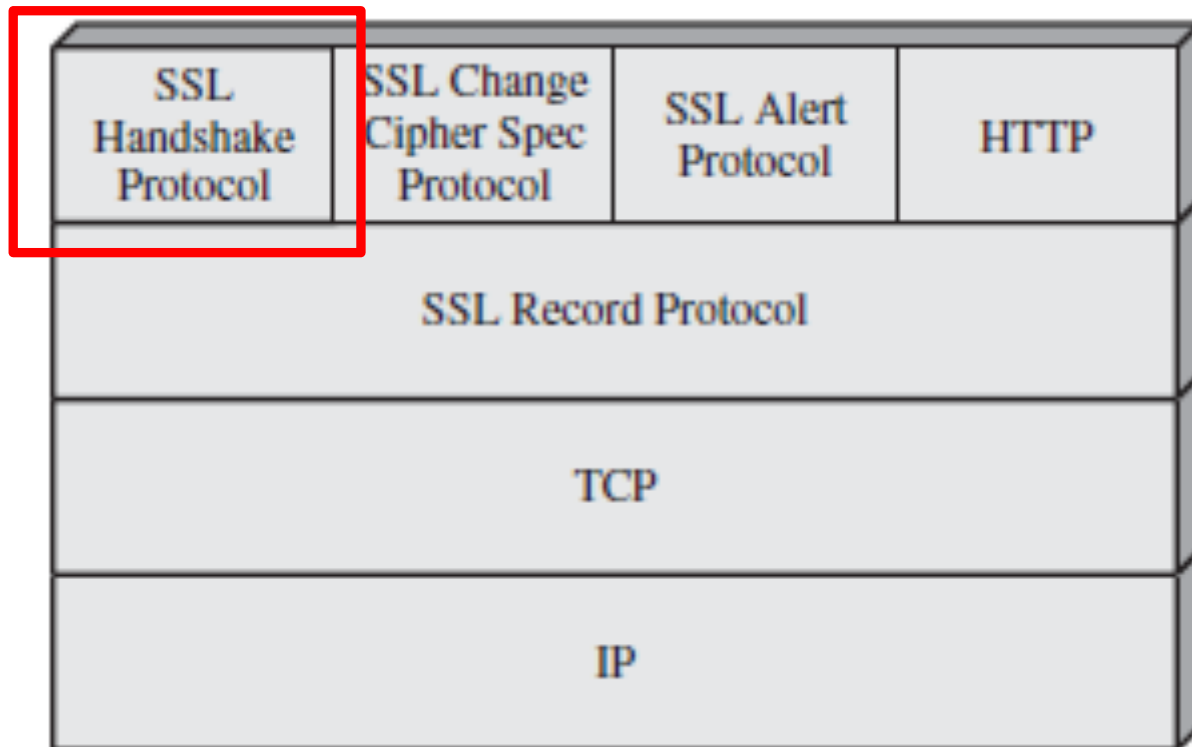 SSL
Handshake
Protocol
SSL Change
Cipher Spec
Protocol
SSL Alert
Protocol
HTTP
SSL Record Protocol
TCP
IP